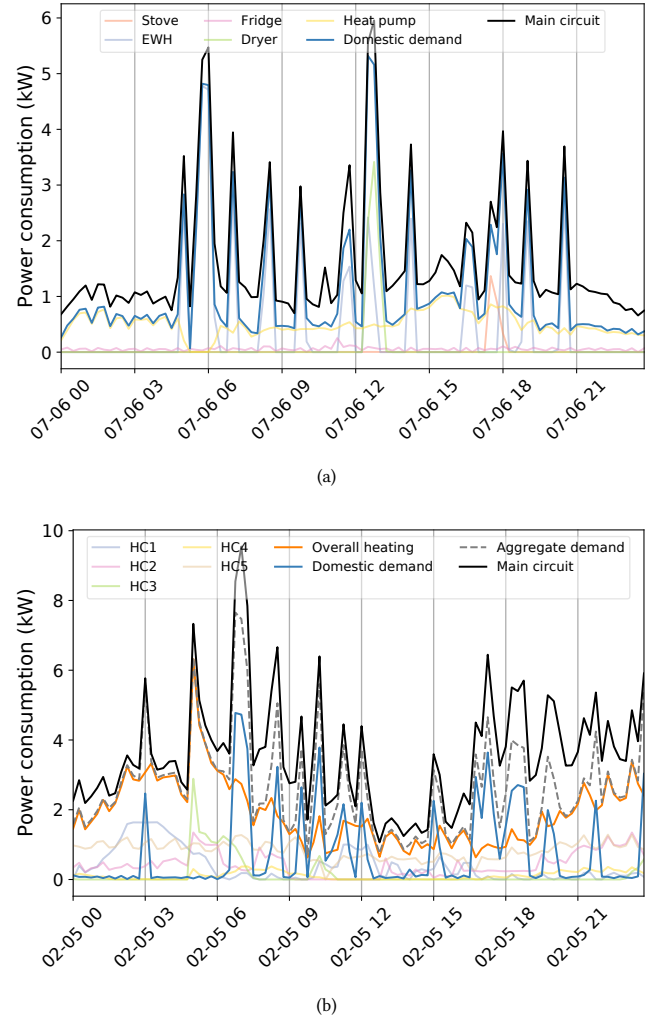 6
5
4
3
2
1
0
Power consumption (kW)
Stove Fridge Heat pump Main circuit
EWH Dryer Domestic demand
07-06 00 07-06 03 07-06 06 07-06 09 07-06 12 07-06 15 07-06 18 07-06 21
(a)
10
8
6
4
2
0
Power consumption (kW)
HC1 HC4 Overall heating Aggregate demand
HC2 HC5 Domestic demand Main circuit
HC3
02-05 00 02-05 03 02-05 06 02-05 09 02-05 12 02-05 15 02-05 18 02-05 21
(b)